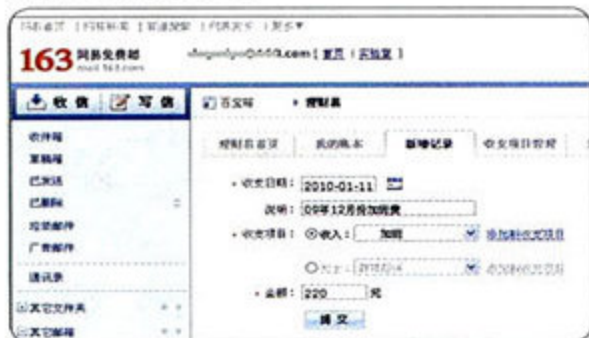 163 网易免费邮
mail.163.com
.com [ 首页 | 实验室 ]
收信 写信
百宝箱 理财易
理财易首页 我的账本 新增记录 收支项目管理
收件箱
草稿箱
已发送
已删除
垃圾邮件
广告邮件
通讯录
其它文件夹
其它邮箱
收支日期： 2010-01-11
说明： 09年12月份加班费
收支项目： 收入： 加班 添加新收支项目
添加新收支项目
金额： 220 元
提 交